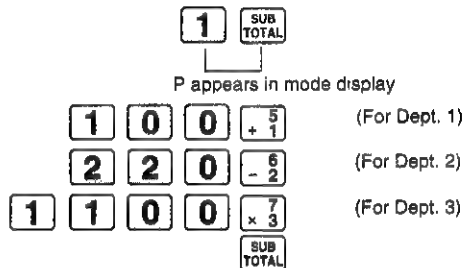 1 SUB TOTAL
P appears in mode display
1 0 0 + 5 1 (For Dept. 1)
2 2 0 - 6 2 (For Dept. 2)
1 1 0 0 × 7 3 (For Dept. 3)
SUB TOTAL